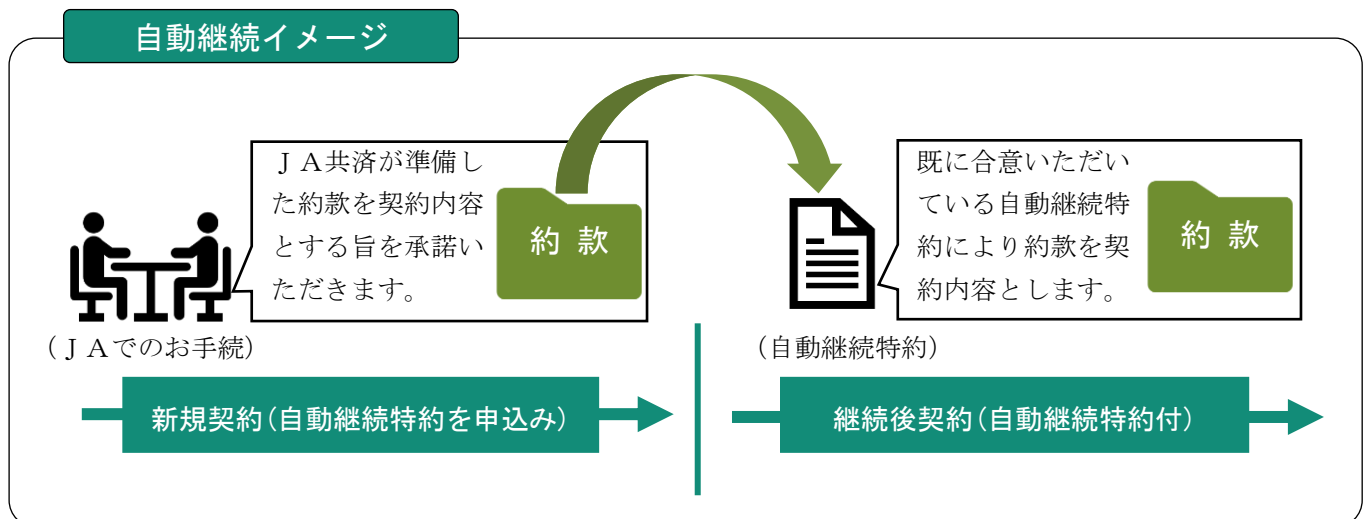 自動継続イメージ
ＪＡ共済が準備し
た約款を契約内容
とする旨を承諾い
ただきます。
約 款
（ＪＡでのお手続）
新規契約（自動継続特約を申込み）
既に合意いただい
ている自動継続特
約により約款を契
約内容とします。
約 款
（自動継続特約）
継続後契約（自動継続特約付）